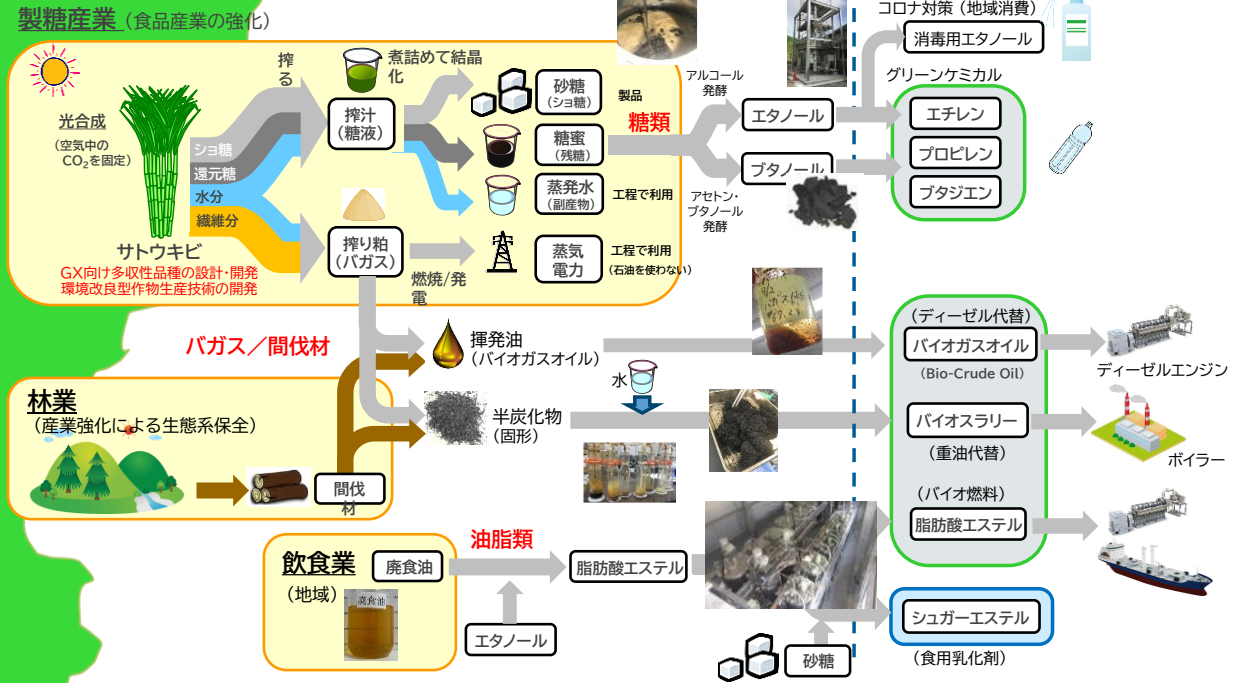 製糖産業（食品産業の強化）
光合成
（空気中の
CO2を固定）
サトウキビ
GX向け多収性品種の設計・開発
環境改良型作物生産技術の開発
ショ糖
還元糖
水分
繊維分
搾
る
搾汁
（糖液）
煮詰めて結晶
化
砂糖
（ショ糖）
製品
糖蜜
（残糖）
糖類
蒸発水
（副産物）
工程で利用
搾り粕
（バガス）
燃焼/発
電
蒸気
電力
工程で利用
（石油を使わない）
アルコール
発酵
エタノール
ブタノール
アセトン・
ブタノール
発酵
コロナ対策（地域消費）
消毒用エタノール
グリーンケミカル
エチレン
プロピレン
ブタジエン
バガス／間伐材
揮発油
（バイオガスオイル）
水
半炭化物
（固形）
林業
（産業強化による生態系保全）
間伐
材
（ディーゼル代替）
バイオガスオイル
（Bio-Crude Oil）
ディーゼルエンジン
バイオスラリー
（重油代替）
ボイラー
（バイオ燃料）
脂肪酸エステル
飲食業
（地域）
廃食油
廃食油
油脂類
エタノール
脂肪酸エステル
砂糖
シュガーエステル
（食用乳化剤）